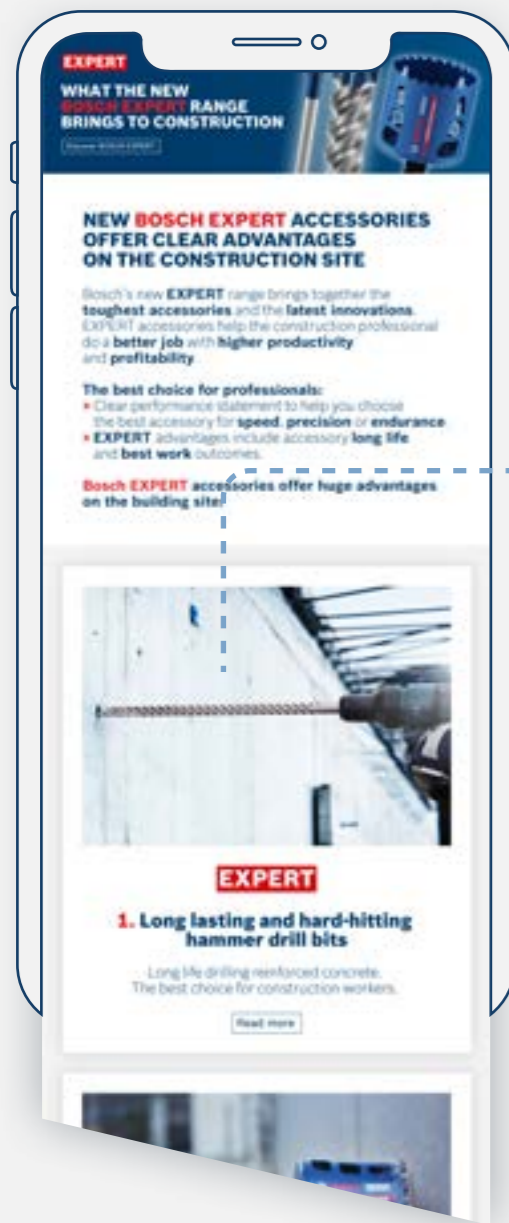 EXPERT
WHAT THE NEW
BOSCH EXPERT RANGE
BRINGS TO CONSTRUCTION
Discover BOSCH EXPERT
NEW BOSCH EXPERT ACCESSORIES
OFFER CLEAR ADVANTAGES
ON THE CONSTRUCTION SITE
Bosch's new EXPERT range brings together the
toughest accessories and the latest innovations.
EXPERT accessories help the construction professional
do a better job with higher productivity
and profitability.
The best choice for professionals:
Clear performance statement to help you choose
the best accessory for speed, precision or endurance
EXPERT advantages include accessory long life
and best work outcomes.
Bosch EXPERT accessories offer huge advantages
on the building site!
EXPERT
1. Long lasting and hard-hitting
hammer drill bits
Long life drilling reinforced concrete.
The best choice for construction workers.
Read more